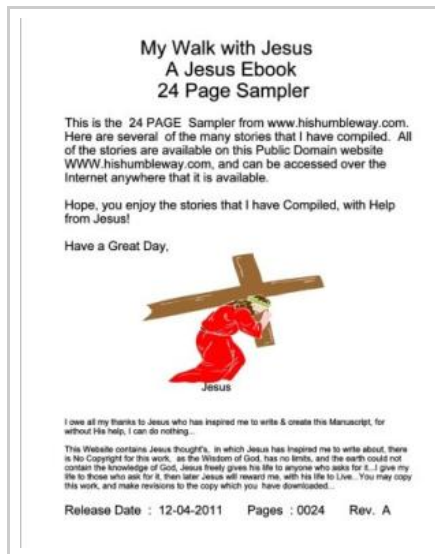 My Walk with Jesus
A Jesus Ebook
24 Page Sampler
This is the 24 PAGE Sampler from www.hishumbleway.com.
Here are several of the many stories that I have compiled. All
of the stories are available on this Public Domain website
WWW.hishumbleway.com, and can be accessed over the
Internet anywhere that it is available.
Hope, you enjoy the stories that I have Compiled, with Help
from Jesus!
Have a Great Day,
Jesus
I owe all my thanks to Jesus who has inspired me to write & create this Manuscript, for
without His help, I can do nothing...
This Website contains Jesus thought's, in which Jesus has Inspired me to write about, there
is No Copyright for this work, as the Wisdom of God, has no limits, and the earth could not
contain the knowledge of God, Jesus freely gives his life to anyone who asks for it...I give my
life to those who ask for it, then later Jesus will reward me, with his life to Live...You may copy
this work, and make revisions to the copy which you have downloaded...
Release Date : 12-04-2011 Pages : 0024 Rev. A